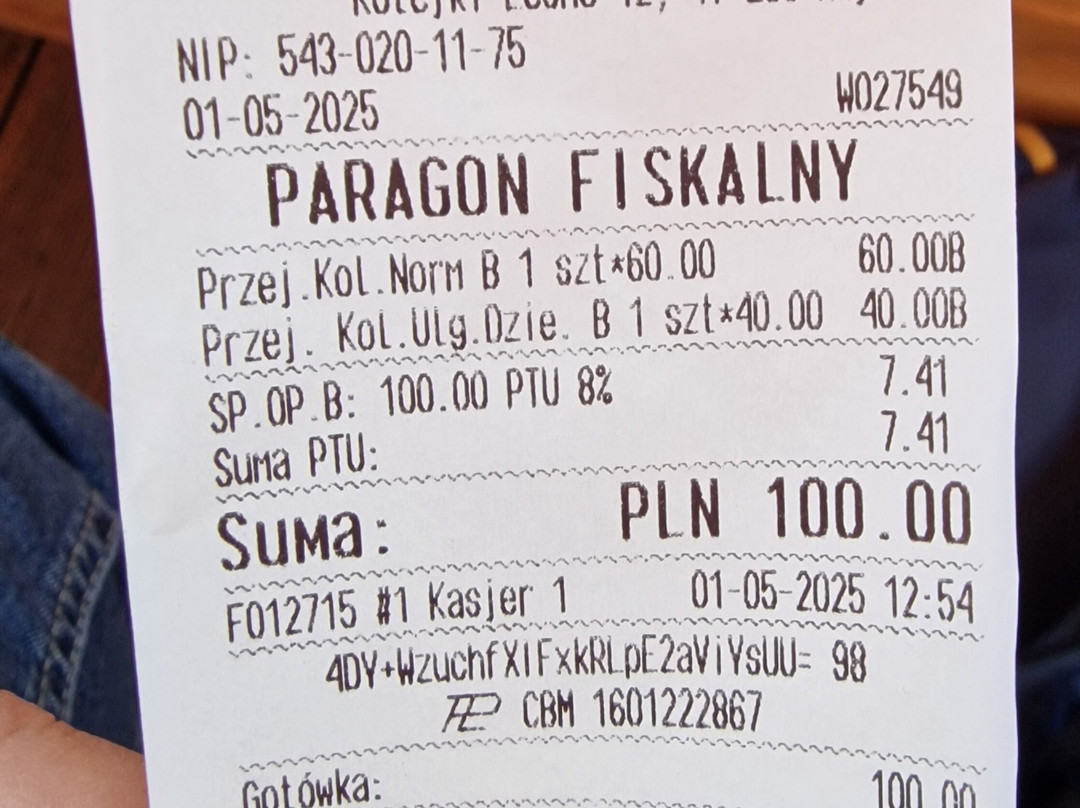 NIP: 543-020-11-75
01-05-2025 W027549
PARAGON FISKALNY
Przej.Kol.Norm B 1 szt*60.00 60.00B
Przej. Kol.Ulg.Dzie. B 1 szt*40.00 40.00B
SP.OP.B: 100.00 PTU 8% 7.41
Suma PTU: 7.41
Suma: PLN 100.00
F012715 #1 Kasjer 1 01-05-2025 12:54
4DY+WzuchfXIFxkRLpE2aViYsUU= 98
CBM 1601222867
Gotówka: 100.00